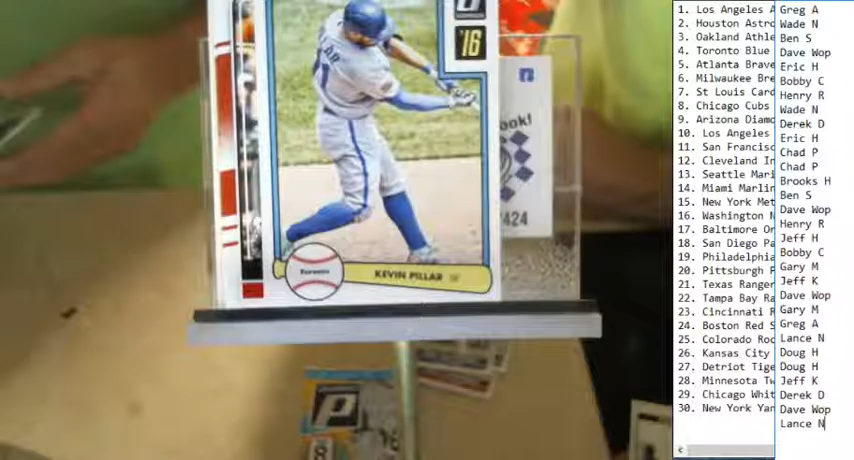 '16
KEVIN PILLAR
Toronto
ook!
424
P
1. Los Angeles A
2. Houston Astro
3. Oakland Athle
4. Toronto Blue
5. Atlanta Brave
6. Milwaukee Bre
7. St Louis Card
8. Chicago Cubs
9. Arizona Diamo
10. Los Angeles
11. San Francisc
12. Cleveland In
13. Seattle Mari
14. Miami Marlin
15. New York Met
16. Washington N
17. Baltimore Or
18. San Diego Pa
19. Philadelphia
20. Pittsburgh P
21. Texas Ranger
22. Tampa Bay Ra
23. Cincinnati R
24. Boston Red S
25. Colorado Roc
26. Kansas City
27. Detriot Tige
28. Minnesota Tw
29. Chicago Whit
30. New York Yan
Greg A
Wade N
Ben S
Dave Wop
Eric H
Bobby C
Henry R
Wade N
Derek D
Eric H
Chad P
Chad P
Brooks H
Ben S
Dave Wop
Henry R
Jeff H
Bobby C
Gary M
Jeff K
Dave Wop
Gary M
Greg A
Lance N
Doug H
Doug H
Jeff K
Derek D
Dave Wop
Lance N